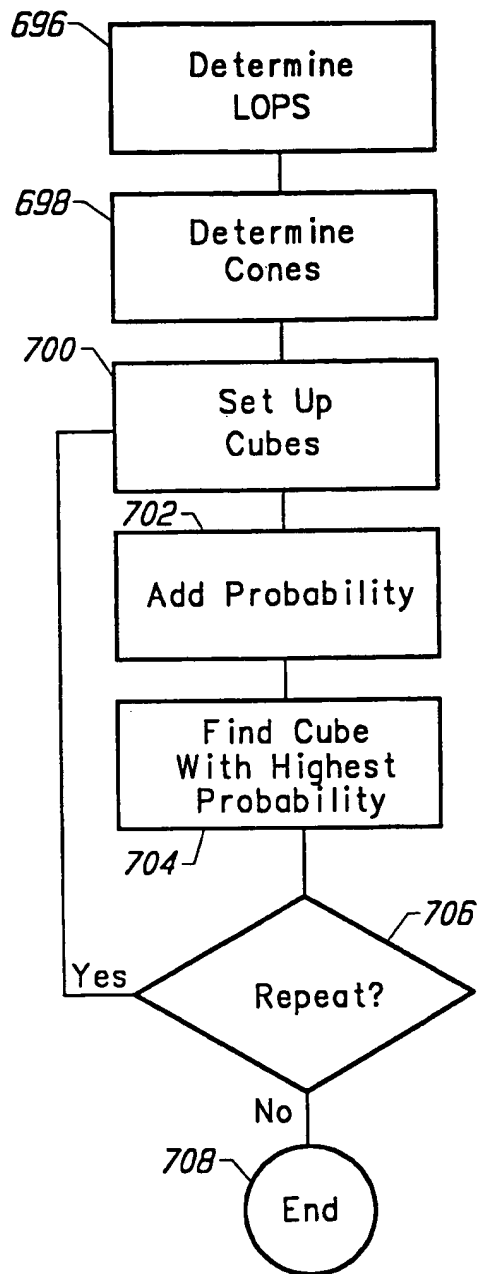 696
Determine
LOPS
698
Determine
Cones
700
Set Up
Cubes
702
Add Probability
Find Cube
With Highest
Probability
704
706
Repeat?
Yes
No
708
End